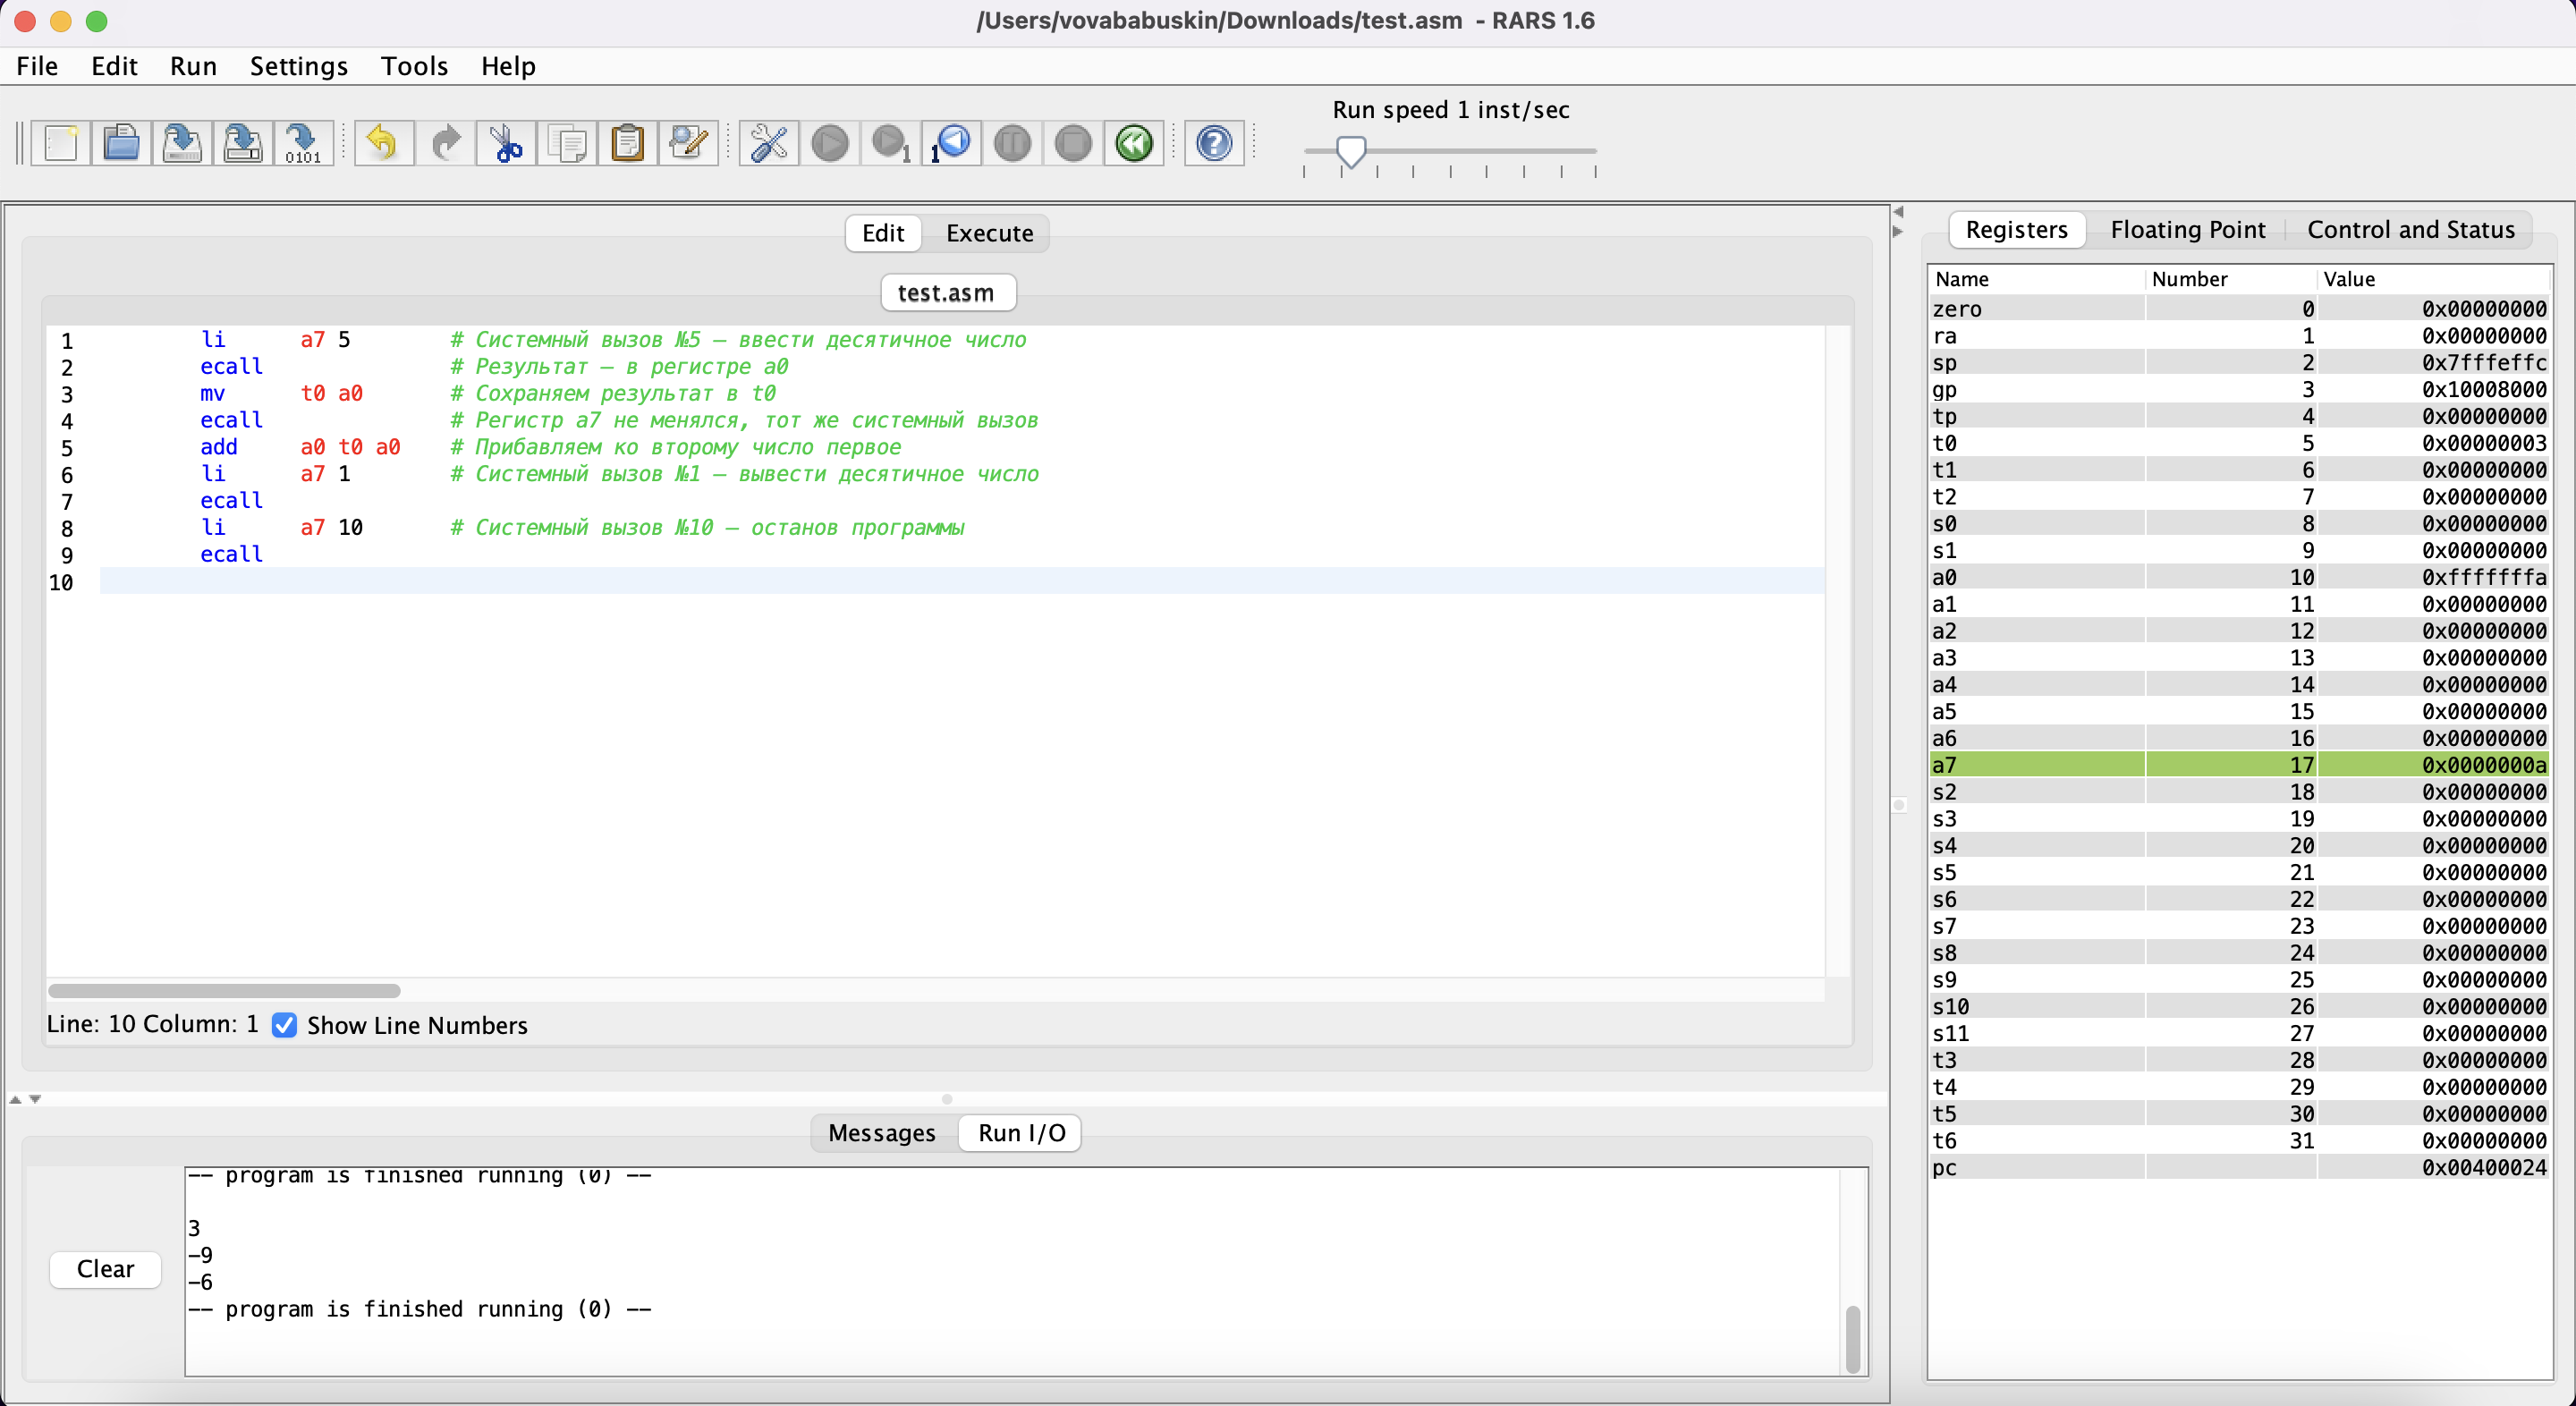 /Users/vovababuskin/Downloads/test.asm - RARS 1.6
File Edit Run Settings Tools Help
Run speed 1 inst/sec
0101
1
1
Edit Execute
test.asm
1 li a7 5 # Системный вызов №5 — ввести десятичное число
2 ecall # Результат — в регистре a0
3 mv t0 a0 # Сохраняем результат в t0
4 ecall # Регистр a7 не менялся, тот же системный вызов
5 add a0 t0 a0 # Прибавляем ко второму число первое
6 li a7 1 # Системный вызов №1 — вывести десятичное число
7 ecall
8 li a7 10 # Системный вызов №10 — останов программы
9 ecall
10
Line: 10 Column: 1 Show Line Numbers
Messages Run I/O
Clear
-- program is finished running (0) --
3
-9
-6
-- program is finished running (0) --
Registers Floating Point Control and Status
Name Number Value
zero 0 0x00000000
ra 1 0x00000000
sp 2 0x7fffeffc
gp 3 0x10008000
tp 4 0x00000000
t0 5 0x00000003
t1 6 0x00000000
t2 7 0x00000000
s0 8 0x00000000
s1 9 0x00000000
a0 10 0xfffffffa
a1 11 0x00000000
a2 12 0x00000000
a3 13 0x00000000
a4 14 0x00000000
a5 15 0x00000000
a6 16 0x00000000
a7 17 0x0000000a
s2 18 0x00000000
s3 19 0x00000000
s4 20 0x00000000
s5 21 0x00000000
s6 22 0x00000000
s7 23 0x00000000
s8 24 0x00000000
s9 25 0x00000000
s10 26 0x00000000
s11 27 0x00000000
t3 28 0x00000000
t4 29 0x00000000
t5 30 0x00000000
t6 31 0x00000000
pc 0x00400024